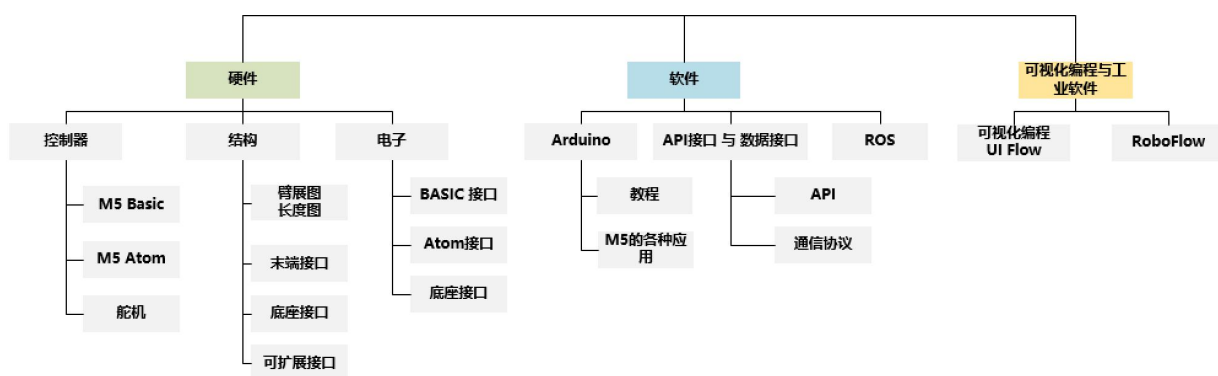 硬件
软件
可视化编程与工
业软件
控制器
结构
电子
Arduino
API接口 与 数据接口
ROS
可视化编程
UI Flow
RoboFlow
M5 Basic
M5 Atom
舵机
臂展图
长度图
末端接口
底座接口
可扩展接口
BASIC 接口
Atom接口
底座接口
教程
M5的各种应
用
API
通信协议